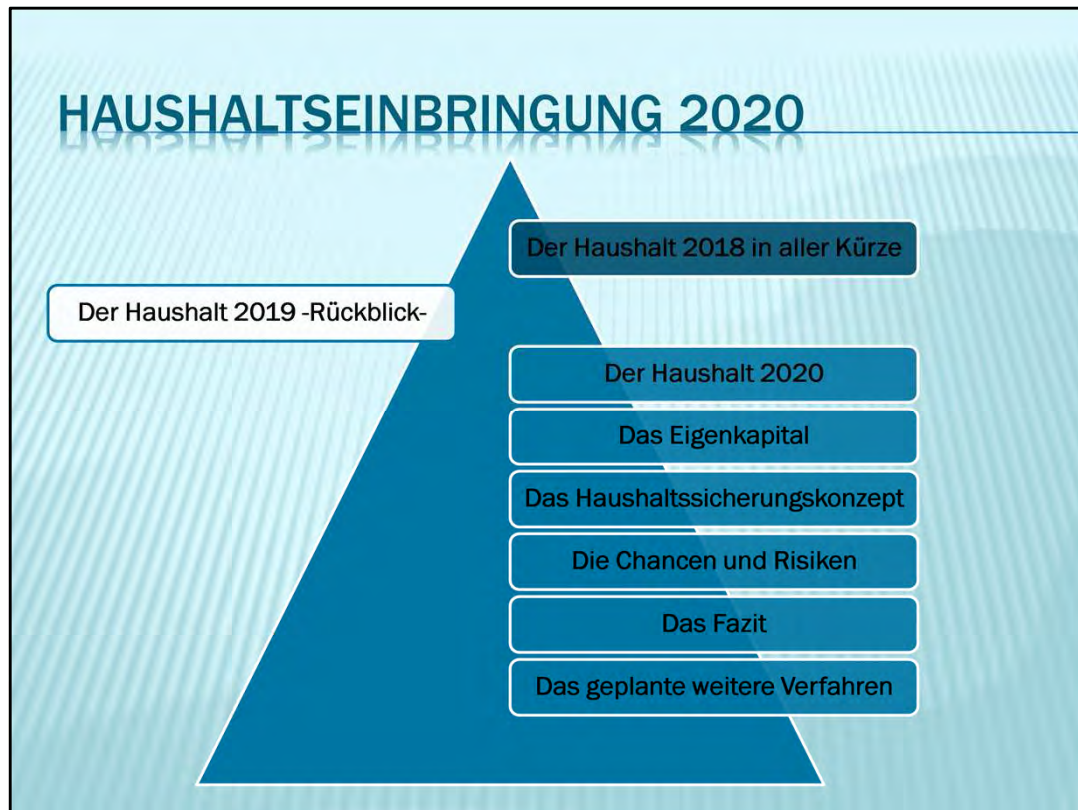 HAUSHALTSEINBRINGUNG 2020
Der Haushalt 2018 in aller Kürze
Der Haushalt 2019 -Rückblick-
Der Haushalt 2020
Das Eigenkapital
Das Haushaltssicherungskonzept
Die Chancen und Risiken
Das Fazit
Das geplante weitere Verfahren